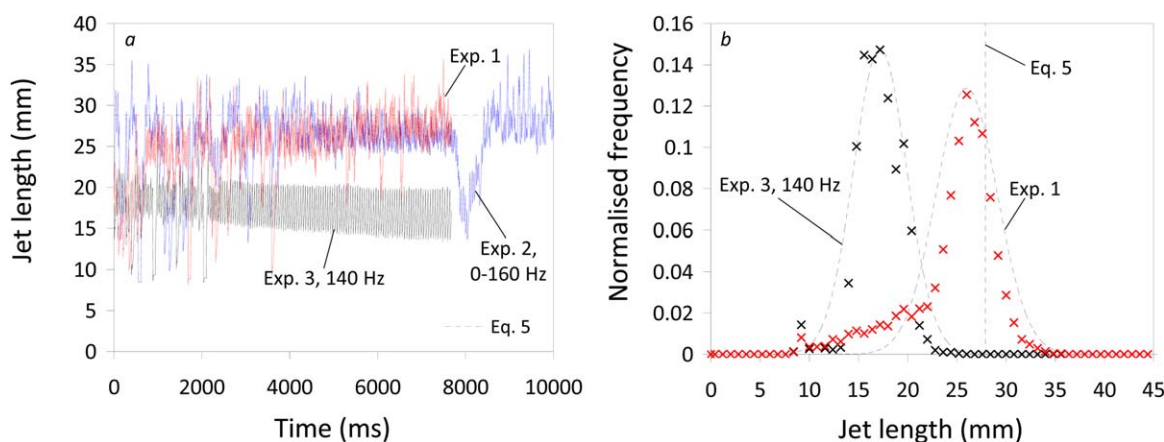 a
Jet length (mm)
40
35
30
25
20
15
10
5
0
Exp. 1
Exp. 2,
0-160 Hz
Exp. 3, 140 Hz
Eq. 5
0 2000 4000 6000 8000 10000
Time (ms)
b
Normalised frequency
0.16
0.14
0.12
0.1
0.08
0.06
0.04
0.02
0
Eq. 5
Exp. 3, 140 Hz
Exp. 1
0 5 10 15 20 25 30 35 40 45
Jet length (mm)